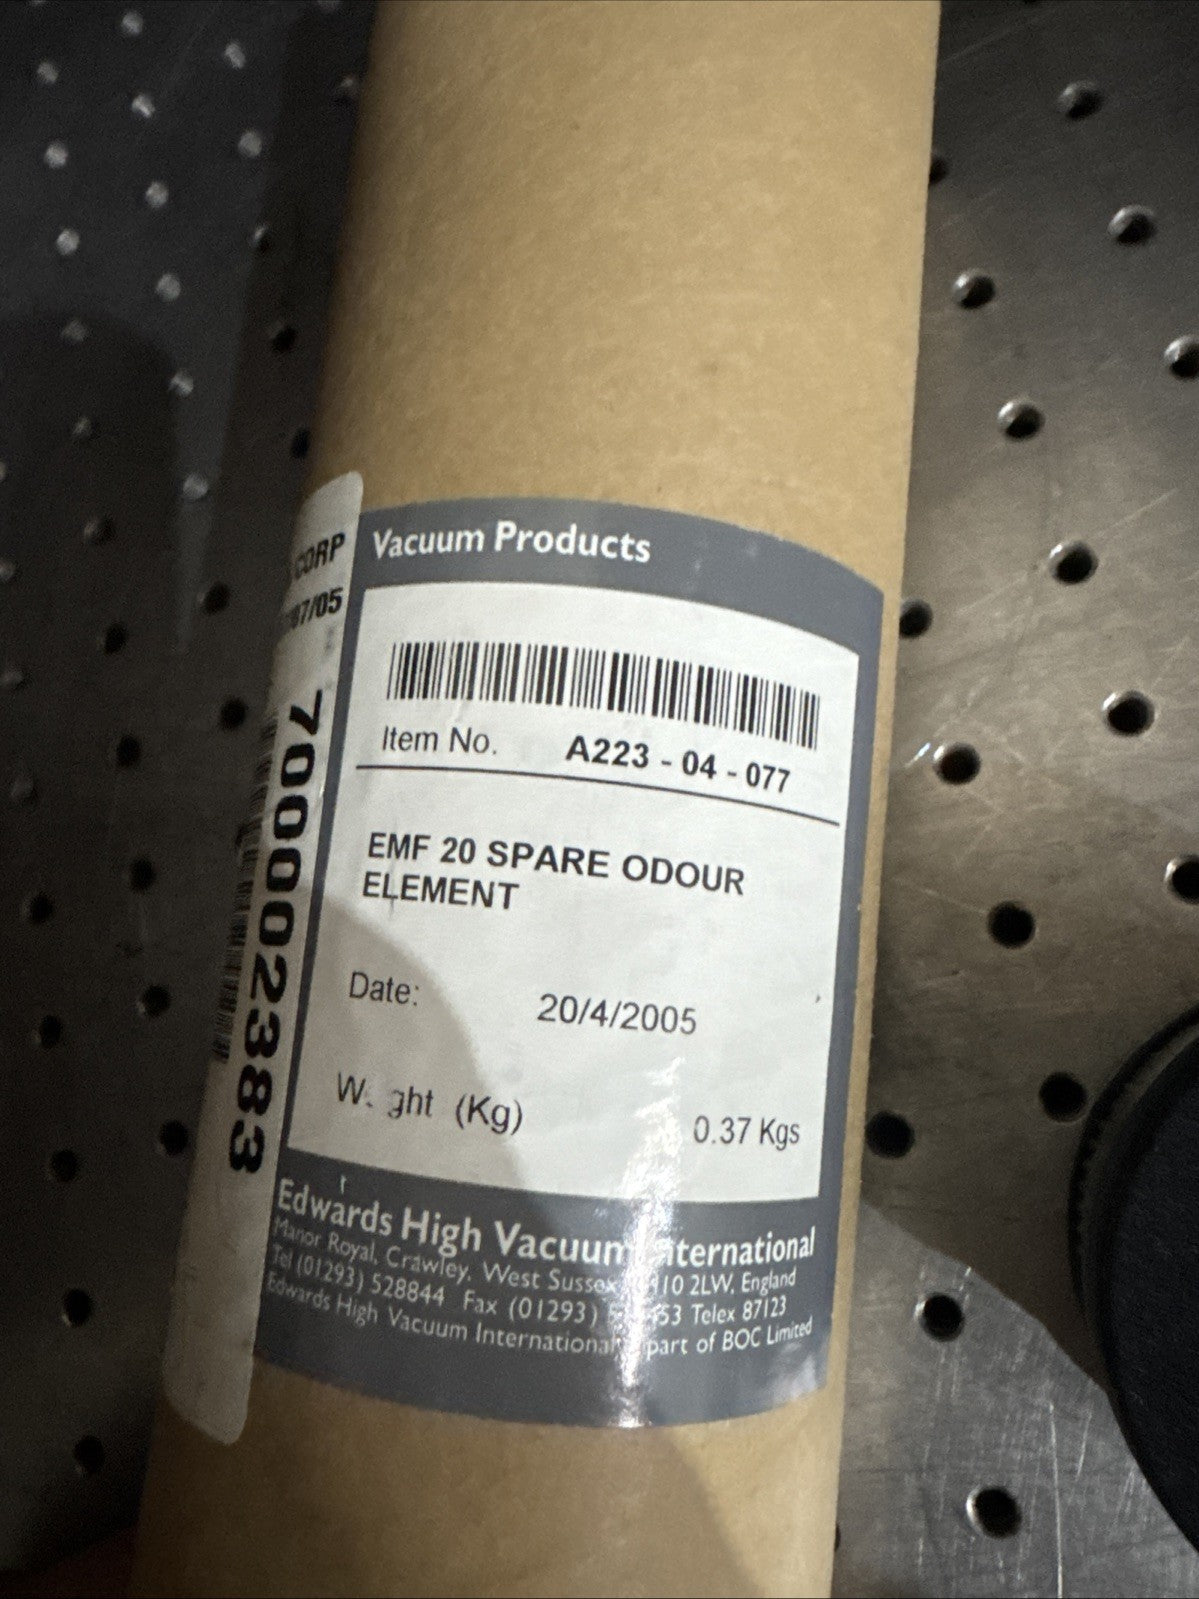 Vacuum Products
Item No. A223 - 04 - 077
EMF 20 SPARE ODOUR
ELEMENT
Date: 20/4/2005
(Kg) 0.37 Kgs
Edwards High Vacuum International
Manor Royal, Crawley, West Sussex 10 2LW, England
Tel (01293) 528844 Fax (01293) Telex 87123
Edwards High Vacuum International part of BOC Limited
CORP
/05
700002383